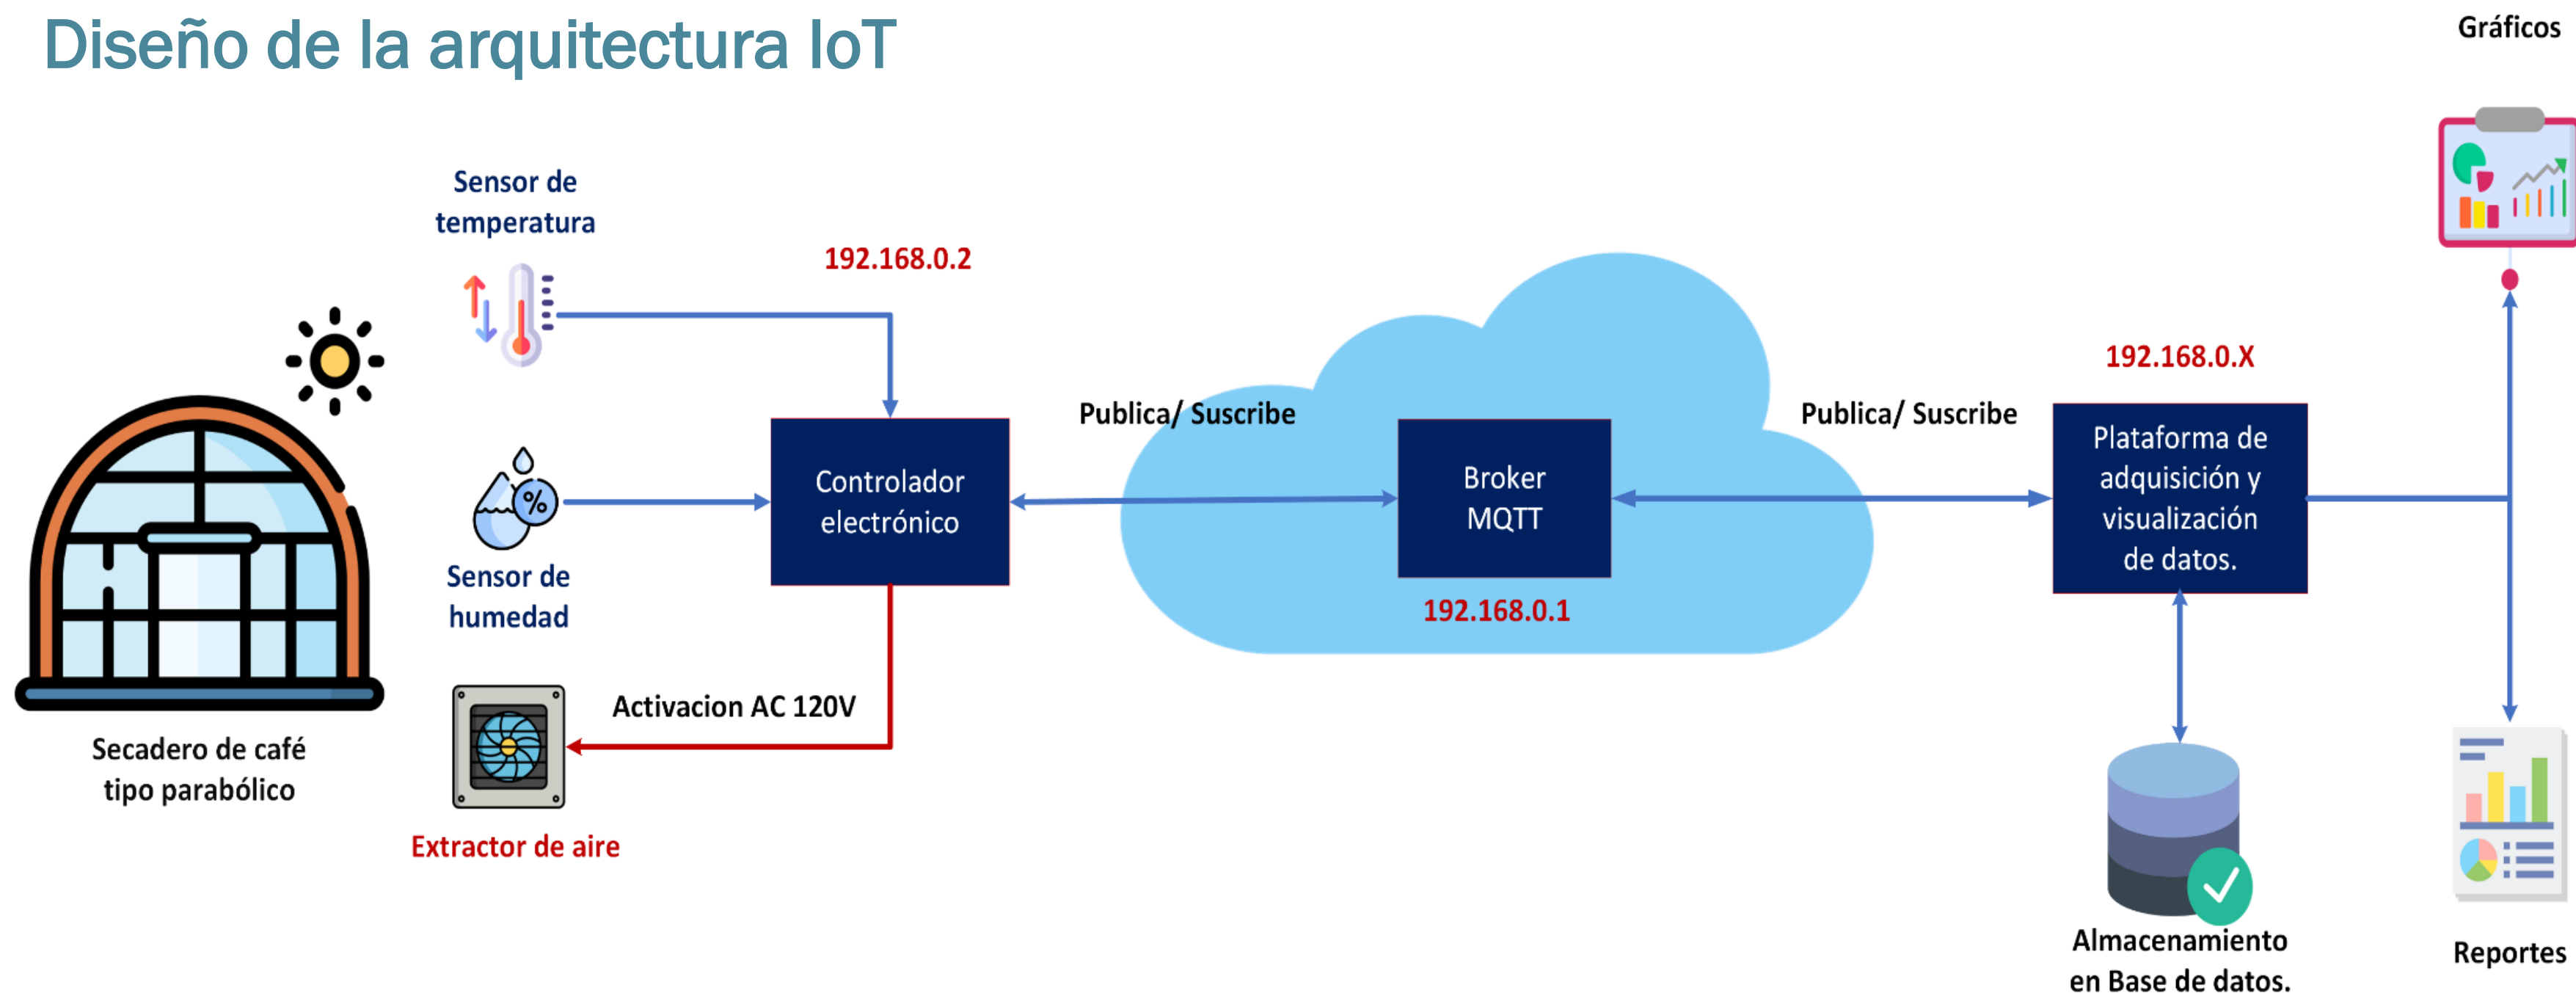 Diseño de la arquitectura IoT
Gráficos
Sensor de
temperatura
192.168.0.2
192.168.0.X
Publica/ Suscribe
Publica/ Suscribe
Controlador
electrónico
Broker
MQTT
192.168.0.1
Plataforma de
adquisición y
visualización
de datos.
%
Sensor de
humedad
Activacion AC 120V
Secadero de café
tipo parabólico
Extractor de aire
Almacenamiento
en Base de datos.
Reportes